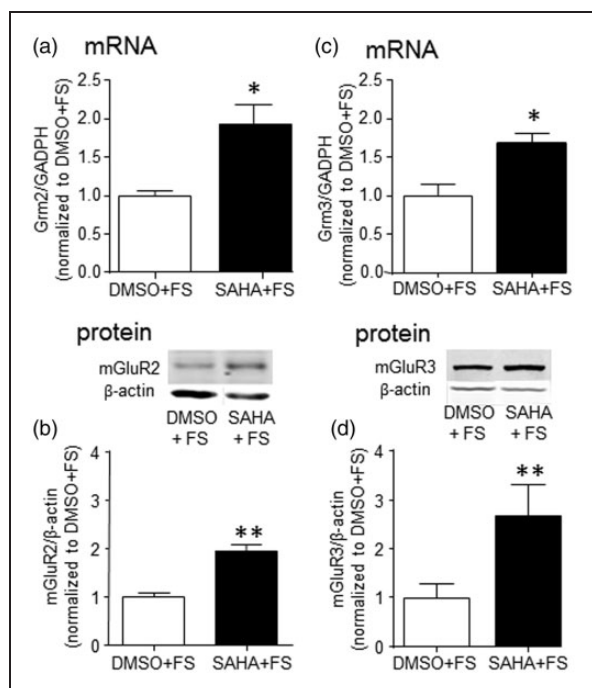 (a) mRNA
Grm2/GADPH
(normalized to DMSO+FS)
2.5
2.0
1.5
1.0
0.5
0.0
*
DMSO+FS SAHA+FS
(c) mRNA
Grm3/GADPH
(normalized to DMSO+FS)
2.5
2.0
1.5
1.0
0.5
0.0
*
DMSO+FS SAHA+FS
protein
mGluR2
β-actin
DMSO SAHA
+ FS + FS
(b)
mGluR2/β-actin
(normalized to DMSO+FS)
4
3
2
1
0
**
DMSO+FS SAHA+FS
protein
mGluR3
β-actin
DMSO SAHA
+ FS + FS
(d)
mGluR3/β-actin
(normalized to DMSO+FS)
4
3
2
1
0
**
DMSO+FS SAHA+FS